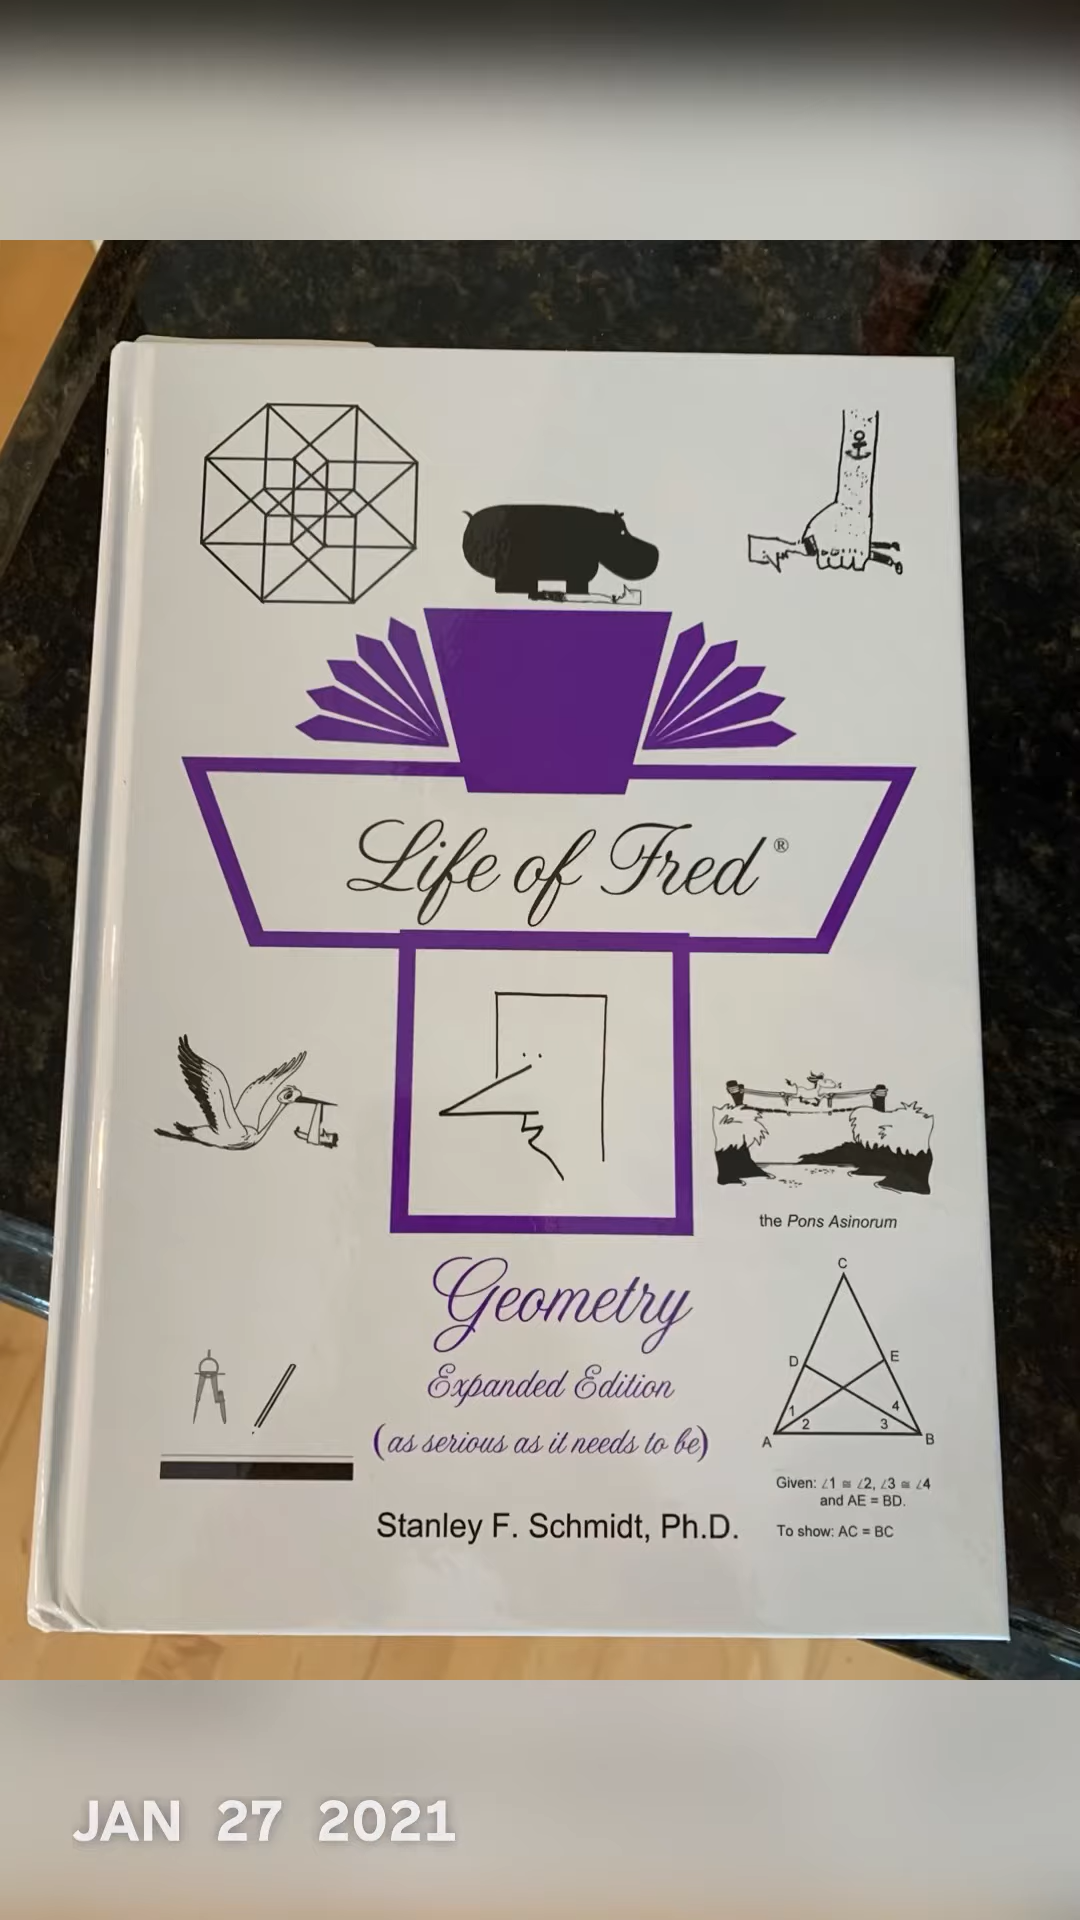 Life of Fred®
the Pons Asinorum
Geometry
Expanded Edition
(as serious as it needs to be)
Stanley F. Schmidt, Ph.D.
C
D
E
1
2
3
4
A
B
Given: ∠1 ≅ ∠2, ∠3 ≅ ∠4
and AE = BD.
To show: AC = BC
JAN 27 2021